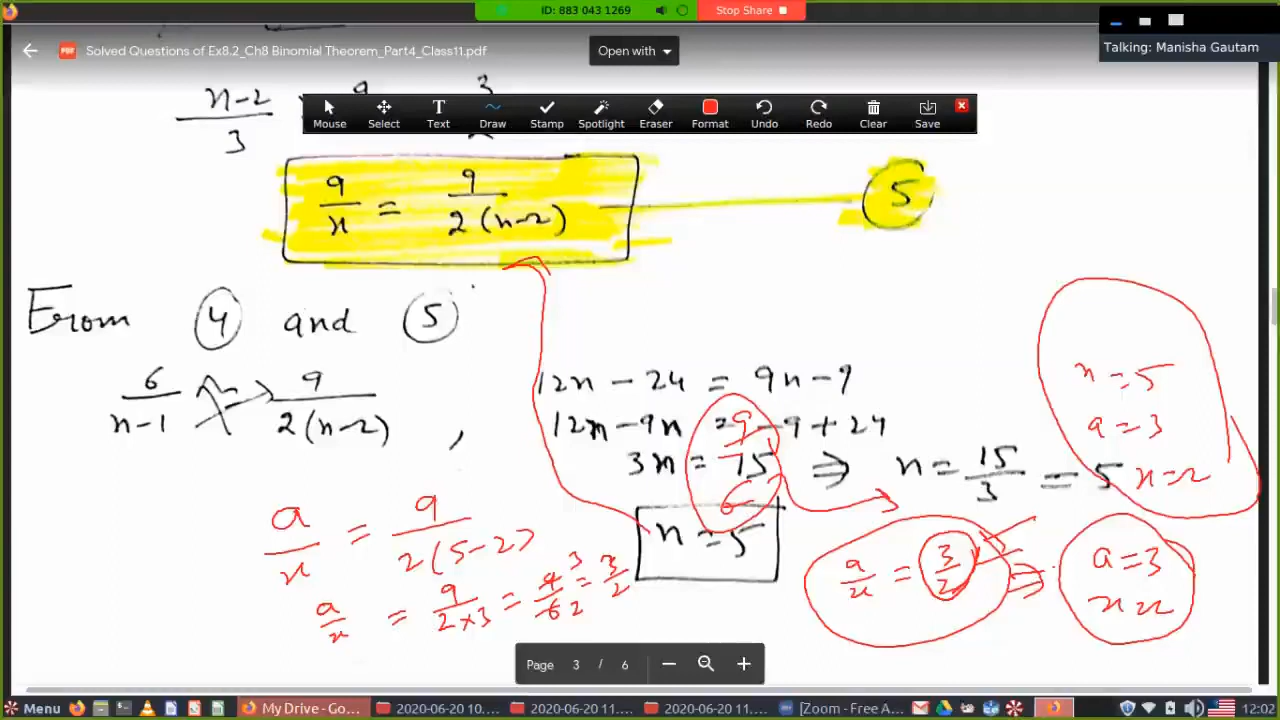 ID: 883 043 1269
Stop Share
Solved Questions of Ex8.2_Ch8 Binomial Theorem_Part4_Class11.pdf
Open with
Talking: Manisha Gautam
Mouse Select Text Draw Stamp Spotlight Eraser Format Undo Redo Clear Save
n-2
3
9/x = 9/2(n-2)
5
From 4 and 5
6/n-1 9/2(n-2) ,
12n - 24 = 9n - 9
12n - 9n = -9 + 24
3n = 15 ⇒ n = 15/3 = 5
n = 5
n = 5
a = 3
x = 2
a/x = 9/2(5-2)
a/x = 9/2×3 = 9/6 = 3/2
a/x = 3/2 ⇒ a = 3
Page 3 / 6
Menu
My Drive - Go...
2020-06-20 10....
2020-06-20 11....
2020-06-20 11....
[Zoom - Free A...
12:02